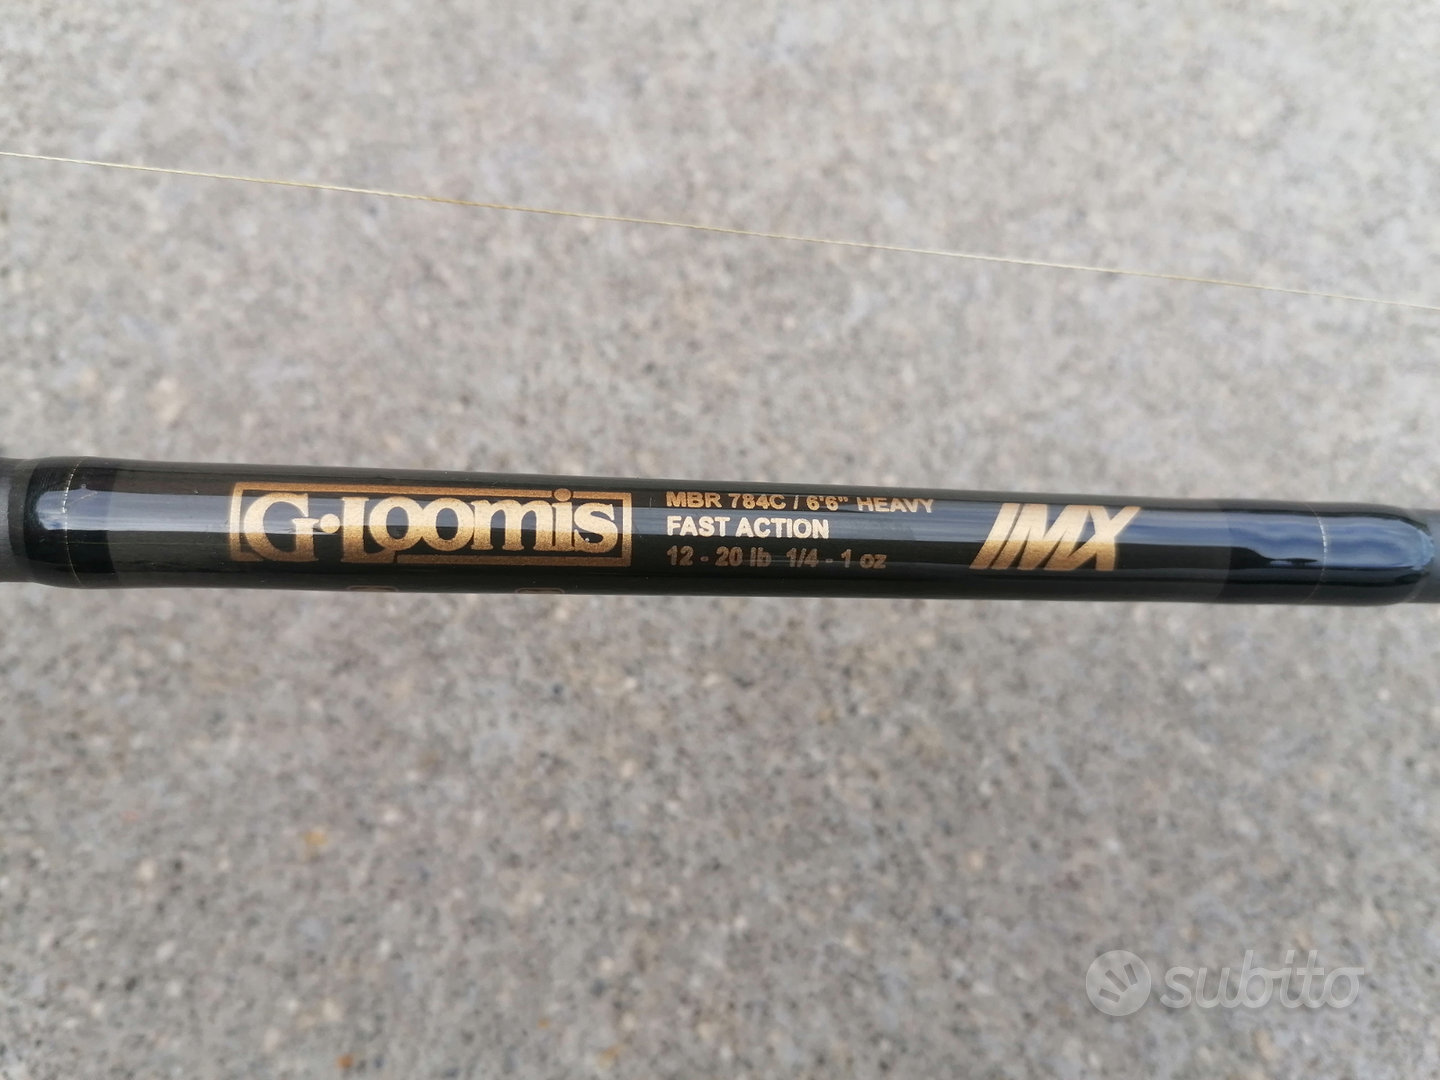 G·Loomis
MBR 784C / 6'6" HEAVY
FAST ACTION
12 - 20 lb 1/4 - 1 oz
IMX
subito